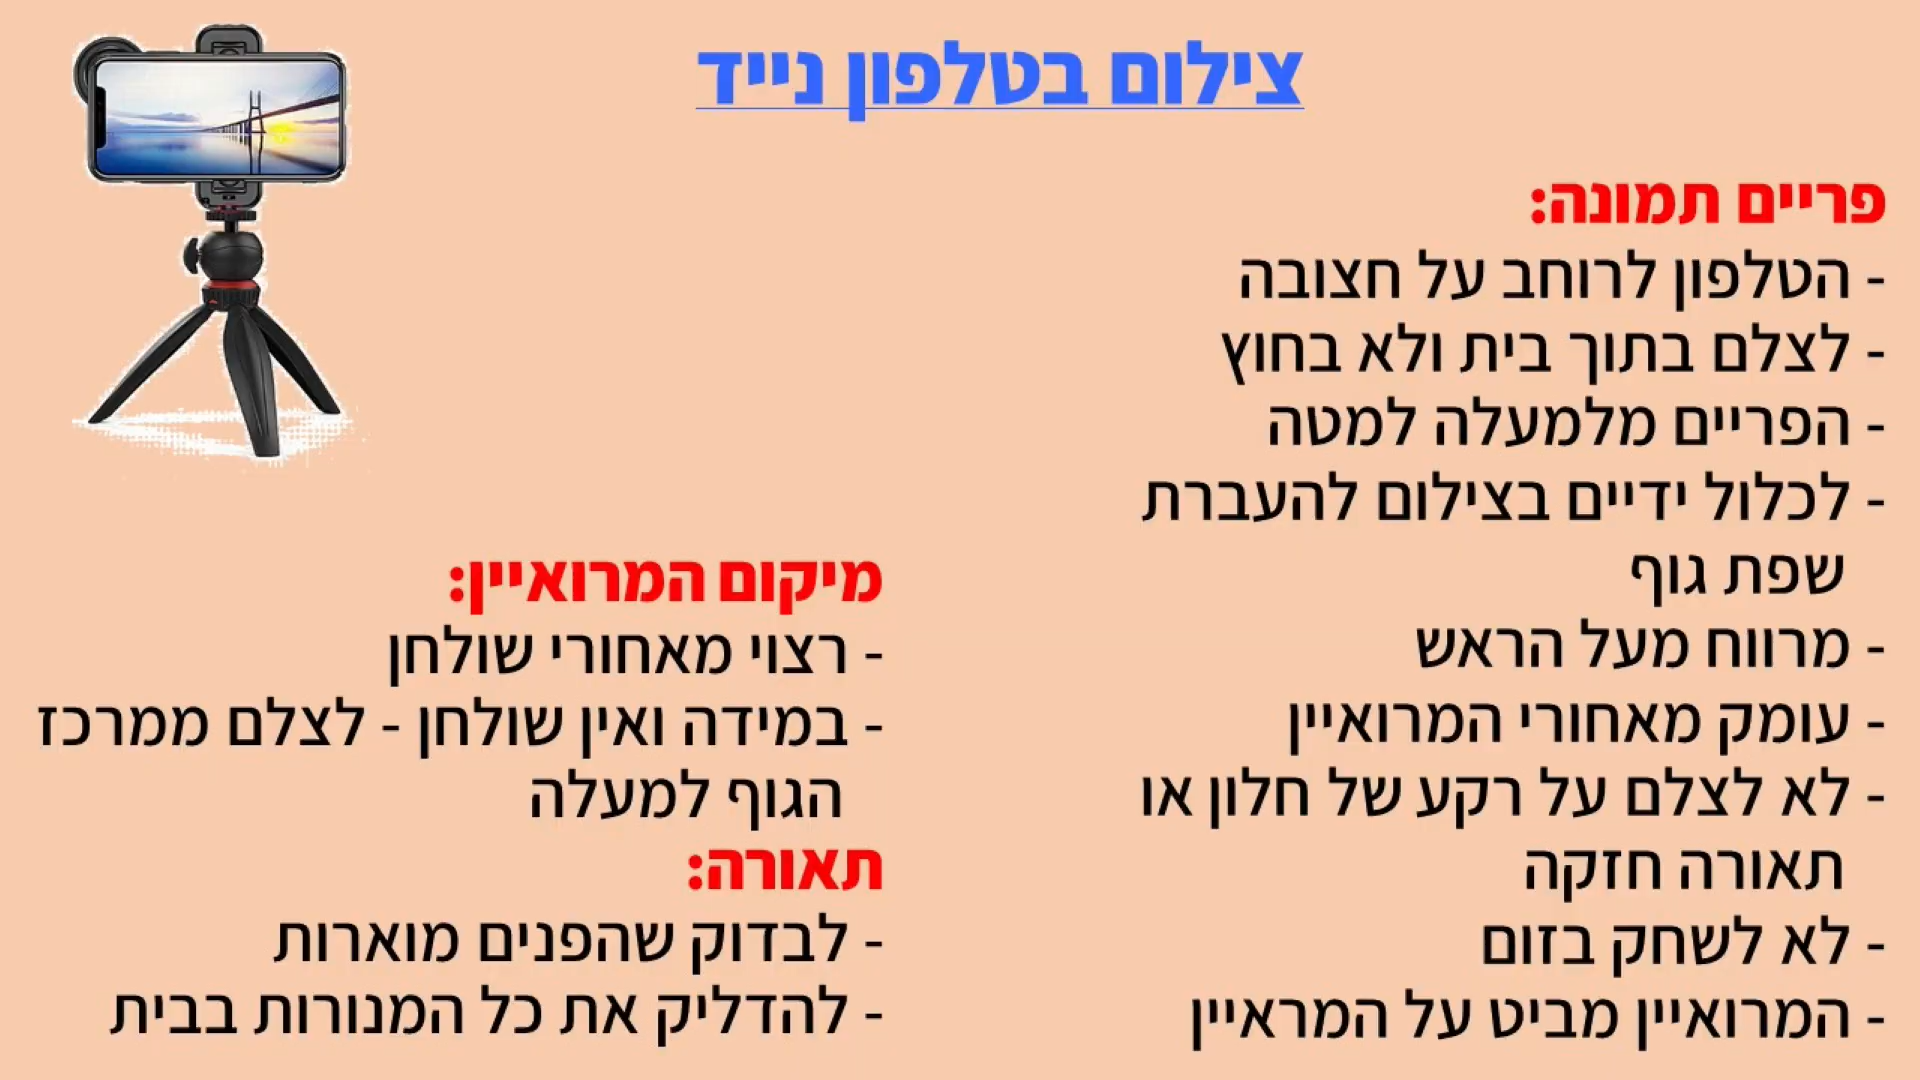 צילום בטלפון נייד
פריים תמונה:
- הטלפון לרוחב על חצובה
- לצלם בתוך בית ולא בחוץ
- הפריים מלמעלה למטה
- לכלול ידיים בצילום להעברת
שפת גוף
- מרווח מעל הראש
- עומק מאחורי המרואיין
- לא לצלם על רקע של חלון או
תאורה חזקה
- לא לשחק בזום
- המרואיין מביט על המראיין
מיקום המרואיין:
- רצוי מאחורי שולחן
- במידה ואין שולחן - לצלם ממרכז
הגוף למעלה
תאורה:
- לבדוק שהפנים מוארות
- להדליק את כל המנורות בבית